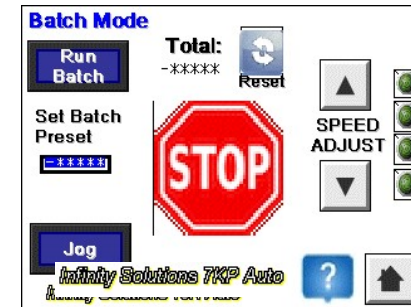 Batch Mode
Run
Batch
Total:
-*****
Reset
Set Batch
Preset
-*****
STOP
SPEED
ADJUST
Jog
Infinity Solutions 7KP Auto
?